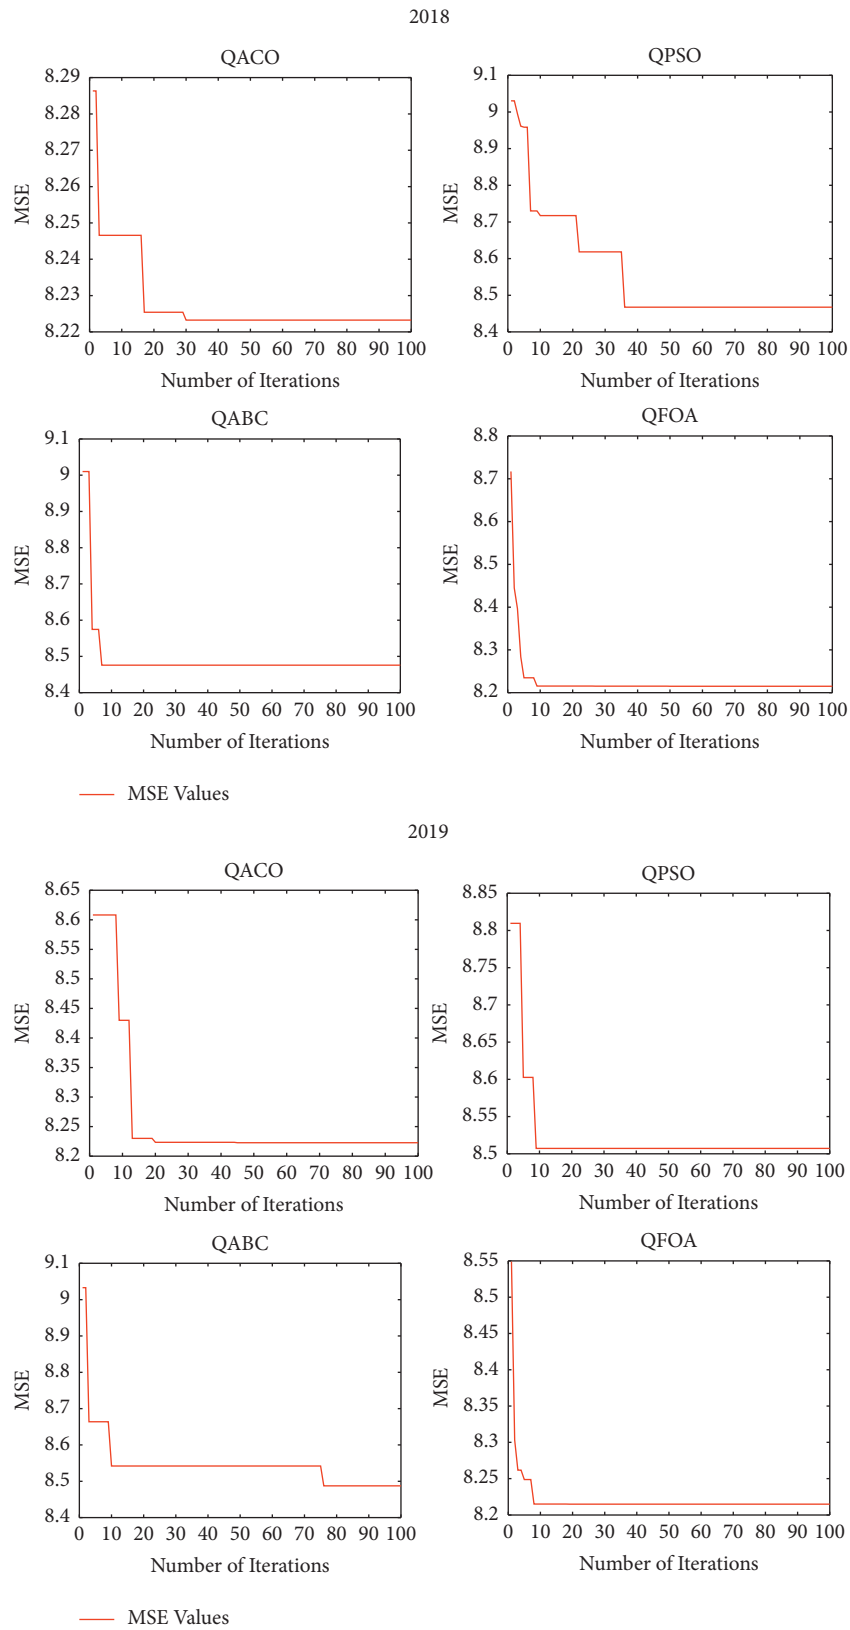 2018
QACO
8.29
8.28
8.27
8.26
8.25
8.24
8.23
8.22
MSE
0 10 20 30 40 50 60 70 80 90 100
Number of Iterations
QPSO
9.1
9
8.9
8.8
8.7
8.6
8.5
8.4
MSE
0 10 20 30 40 50 60 70 80 90 100
Number of Iterations
QABC
9.1
9
8.9
8.8
8.7
8.6
8.5
8.4
MSE
0 10 20 30 40 50 60 70 80 90 100
Number of Iterations
QFOA
8.8
8.7
8.6
8.5
8.4
8.3
8.2
MSE
0 10 20 30 40 50 60 70 80 90 100
Number of Iterations
MSE Values
2019
QACO
8.65
8.6
8.55
8.5
8.45
8.4
8.35
8.3
8.25
8.2
MSE
0 10 20 30 40 50 60 70 80 90 100
Number of Iterations
QPSO
8.85
8.8
8.75
8.7
8.65
8.6
8.55
8.5
MSE
0 10 20 30 40 50 60 70 80 90 100
Number of Iterations
QABC
9.1
9
8.9
8.8
8.7
8.6
8.5
8.4
MSE
0 10 20 30 40 50 60 70 80 90 100
Number of Iterations
QFOA
8.55
8.5
8.45
8.4
8.35
8.3
8.25
8.2
MSE
0 10 20 30 40 50 60 70 80 90 100
Number of Iterations
MSE Values